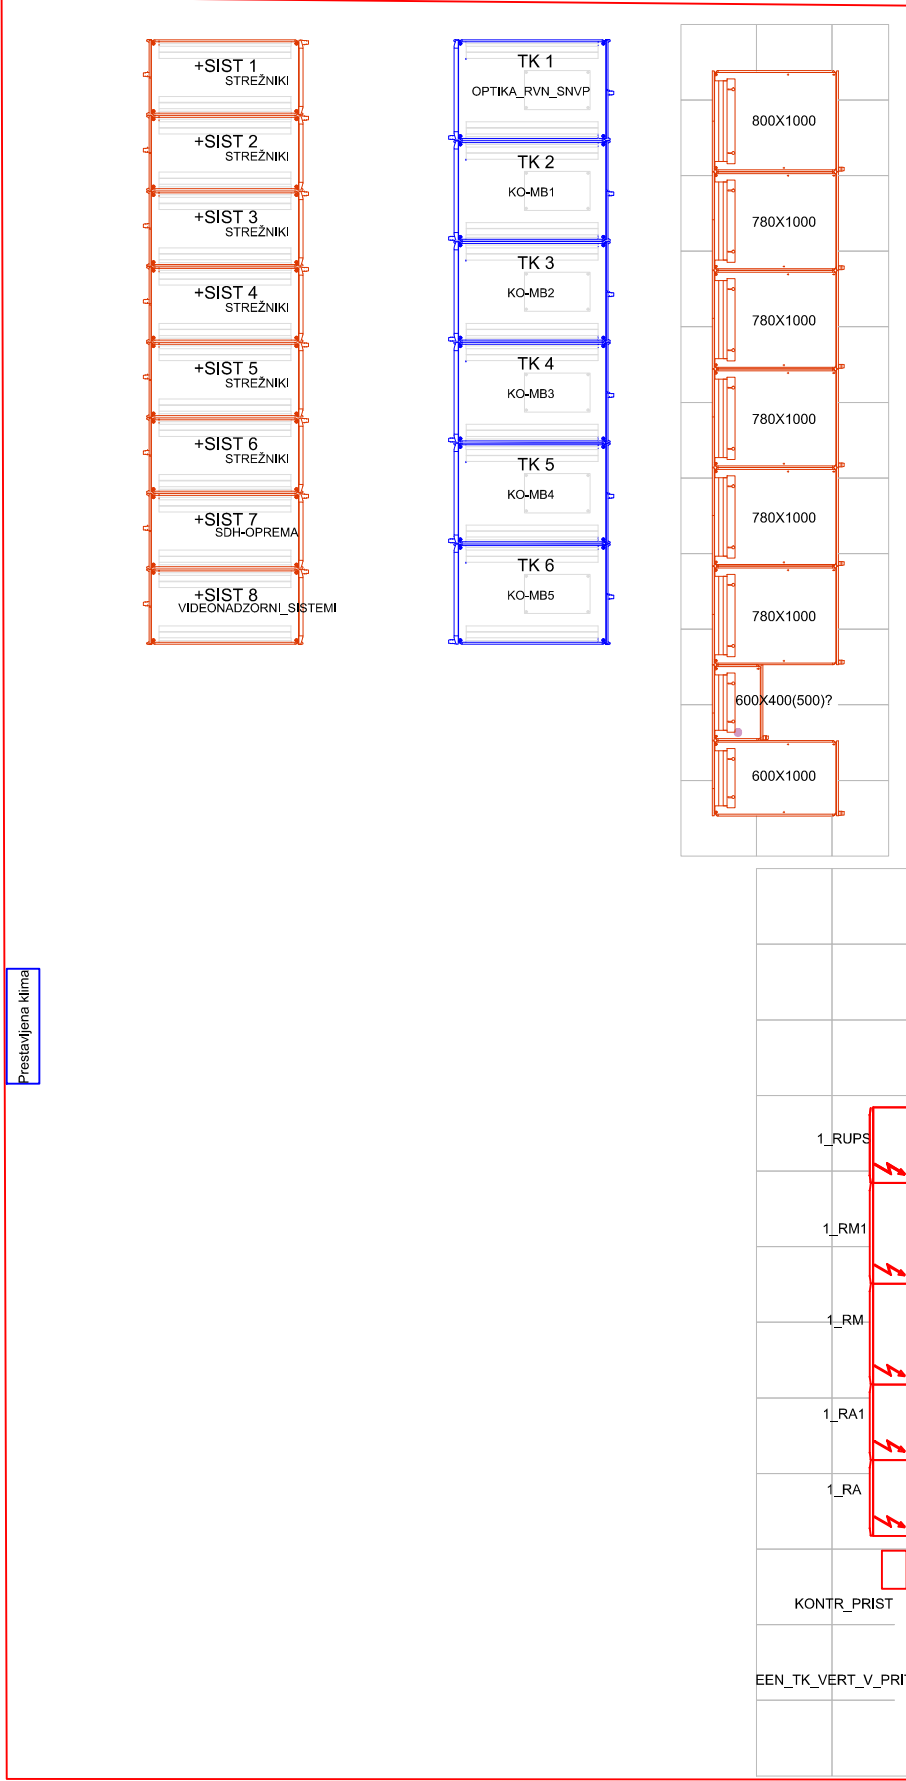 +SIST 1
STREŽNIKI
+SIST 2
STREŽNIKI
+SIST 3
STREŽNIKI
+SIST 4
STREŽNIKI
+SIST 5
STREŽNIKI
+SIST 6
STREŽNIKI
+SIST 7
SDH-OPREMA
+SIST 8
VIDEONADZORNI_SISTEMI
TK 1
OPTIKA_RVN_SNVP
TK 2
KO-MB1
TK 3
KO-MB2
TK 4
KO-MB3
TK 5
KO-MB4
TK 6
KO-MB5
800X1000
780X1000
780X1000
780X1000
780X1000
780X1000
600X400(500)?
600X1000
Prestavljena klima
1_RUPS
1_RM1
1_RM
1_RA1
1_RA
KONTR_PRIST
EEN_TK_VERT_V_PRIT